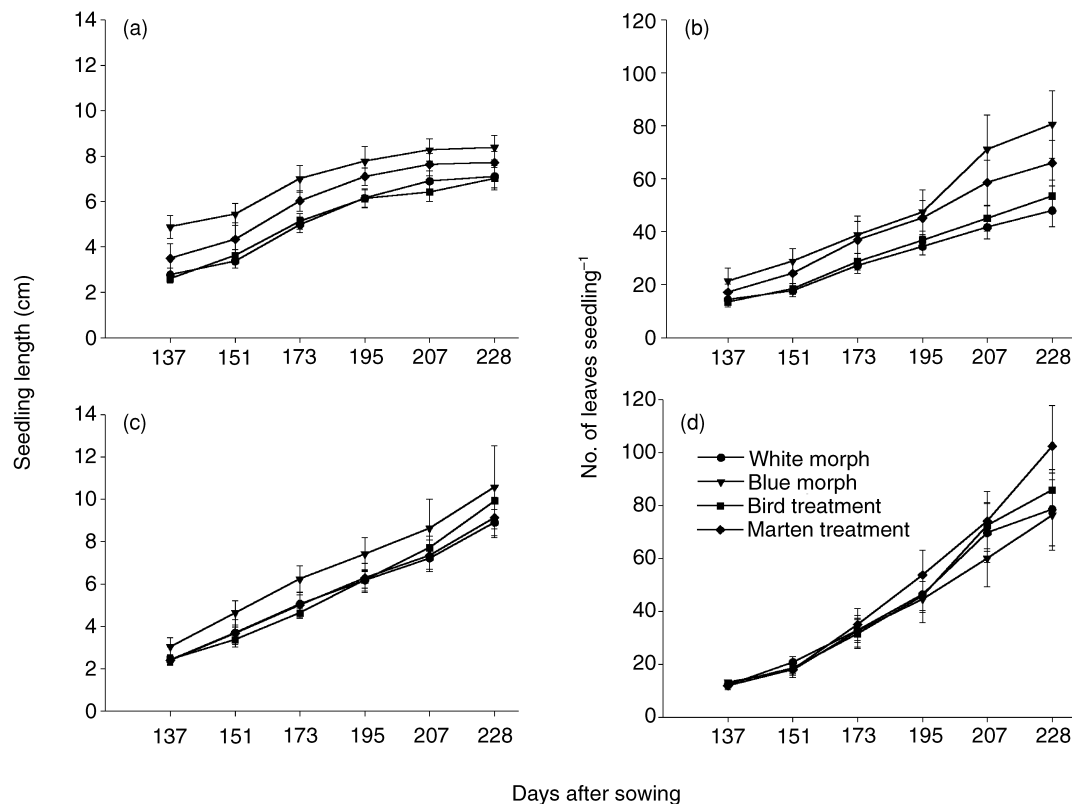 (a)
14
12
10
8
6
4
2
0
137 151 173 195 207 228
(b)
120
100
80
60
40
20
0
137 151 173 195 207 228
Seedling length (cm)
No. of leaves seedling⁻¹
(c)
14
12
10
8
6
4
2
0
137 151 173 195 207 228
(d)
120
100
80
60
40
20
0
White morph
Blue morph
Bird treatment
Marten treatment
137 151 173 195 207 228
Days after sowing